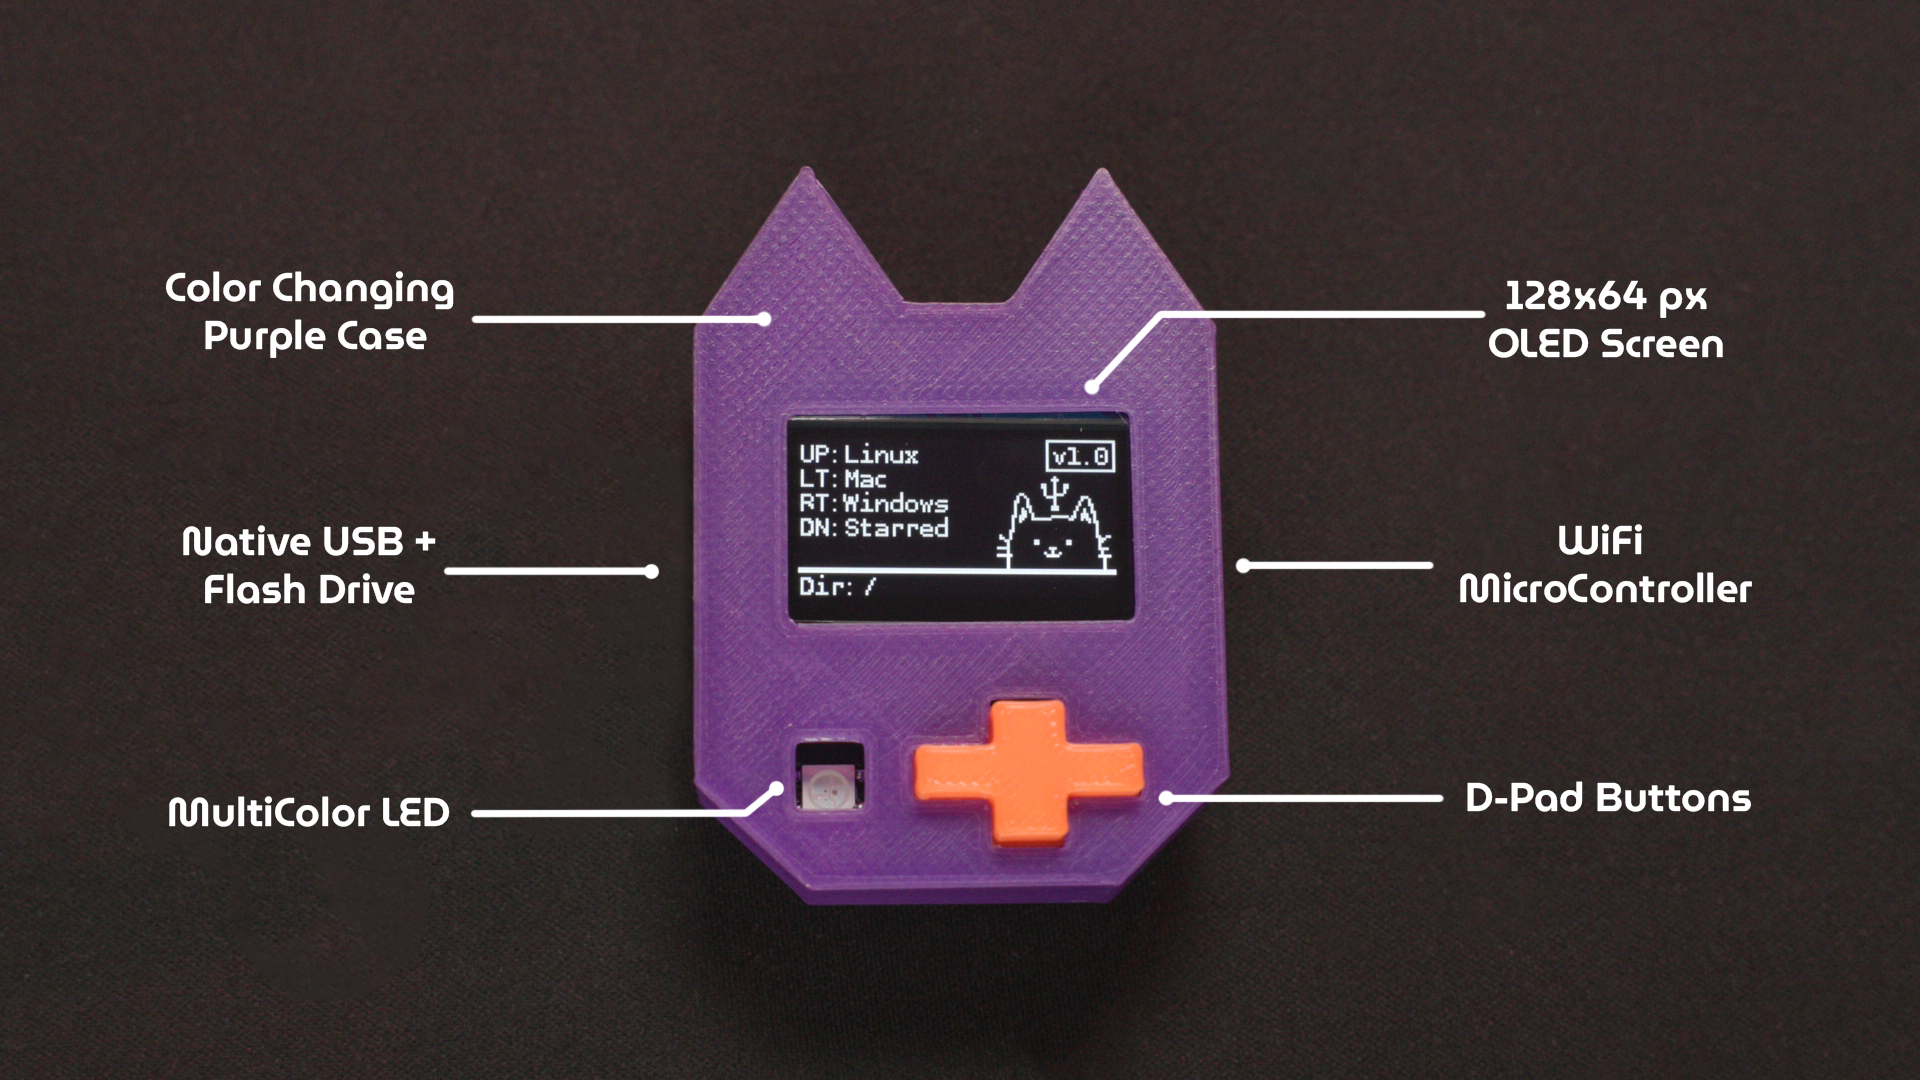 Color Changing
Purple Case
128x64 px
OLED Screen
UP: Linux
LT: Mac
RT: Windows
DN: Starred
v1.0
Dir: /
Native USB +
Flash Drive
WiFi
MicroController
MultiColor LED
D-Pad Buttons